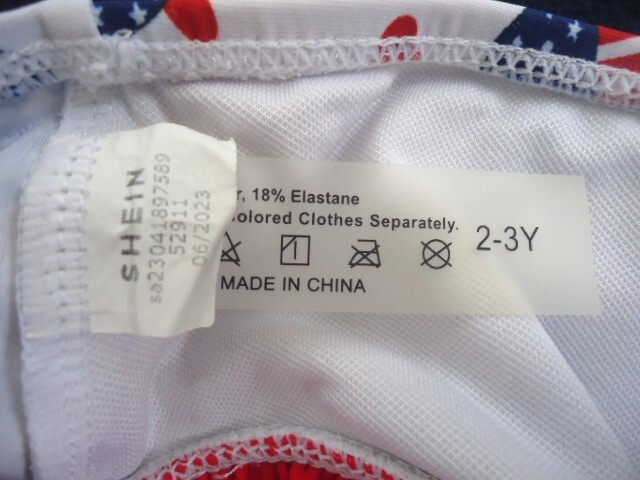 SHEIN
sa23041897589
52911
06/2023
r, 18% Elastane
olored Clothes Separately.
2-3Y
MADE IN CHINA